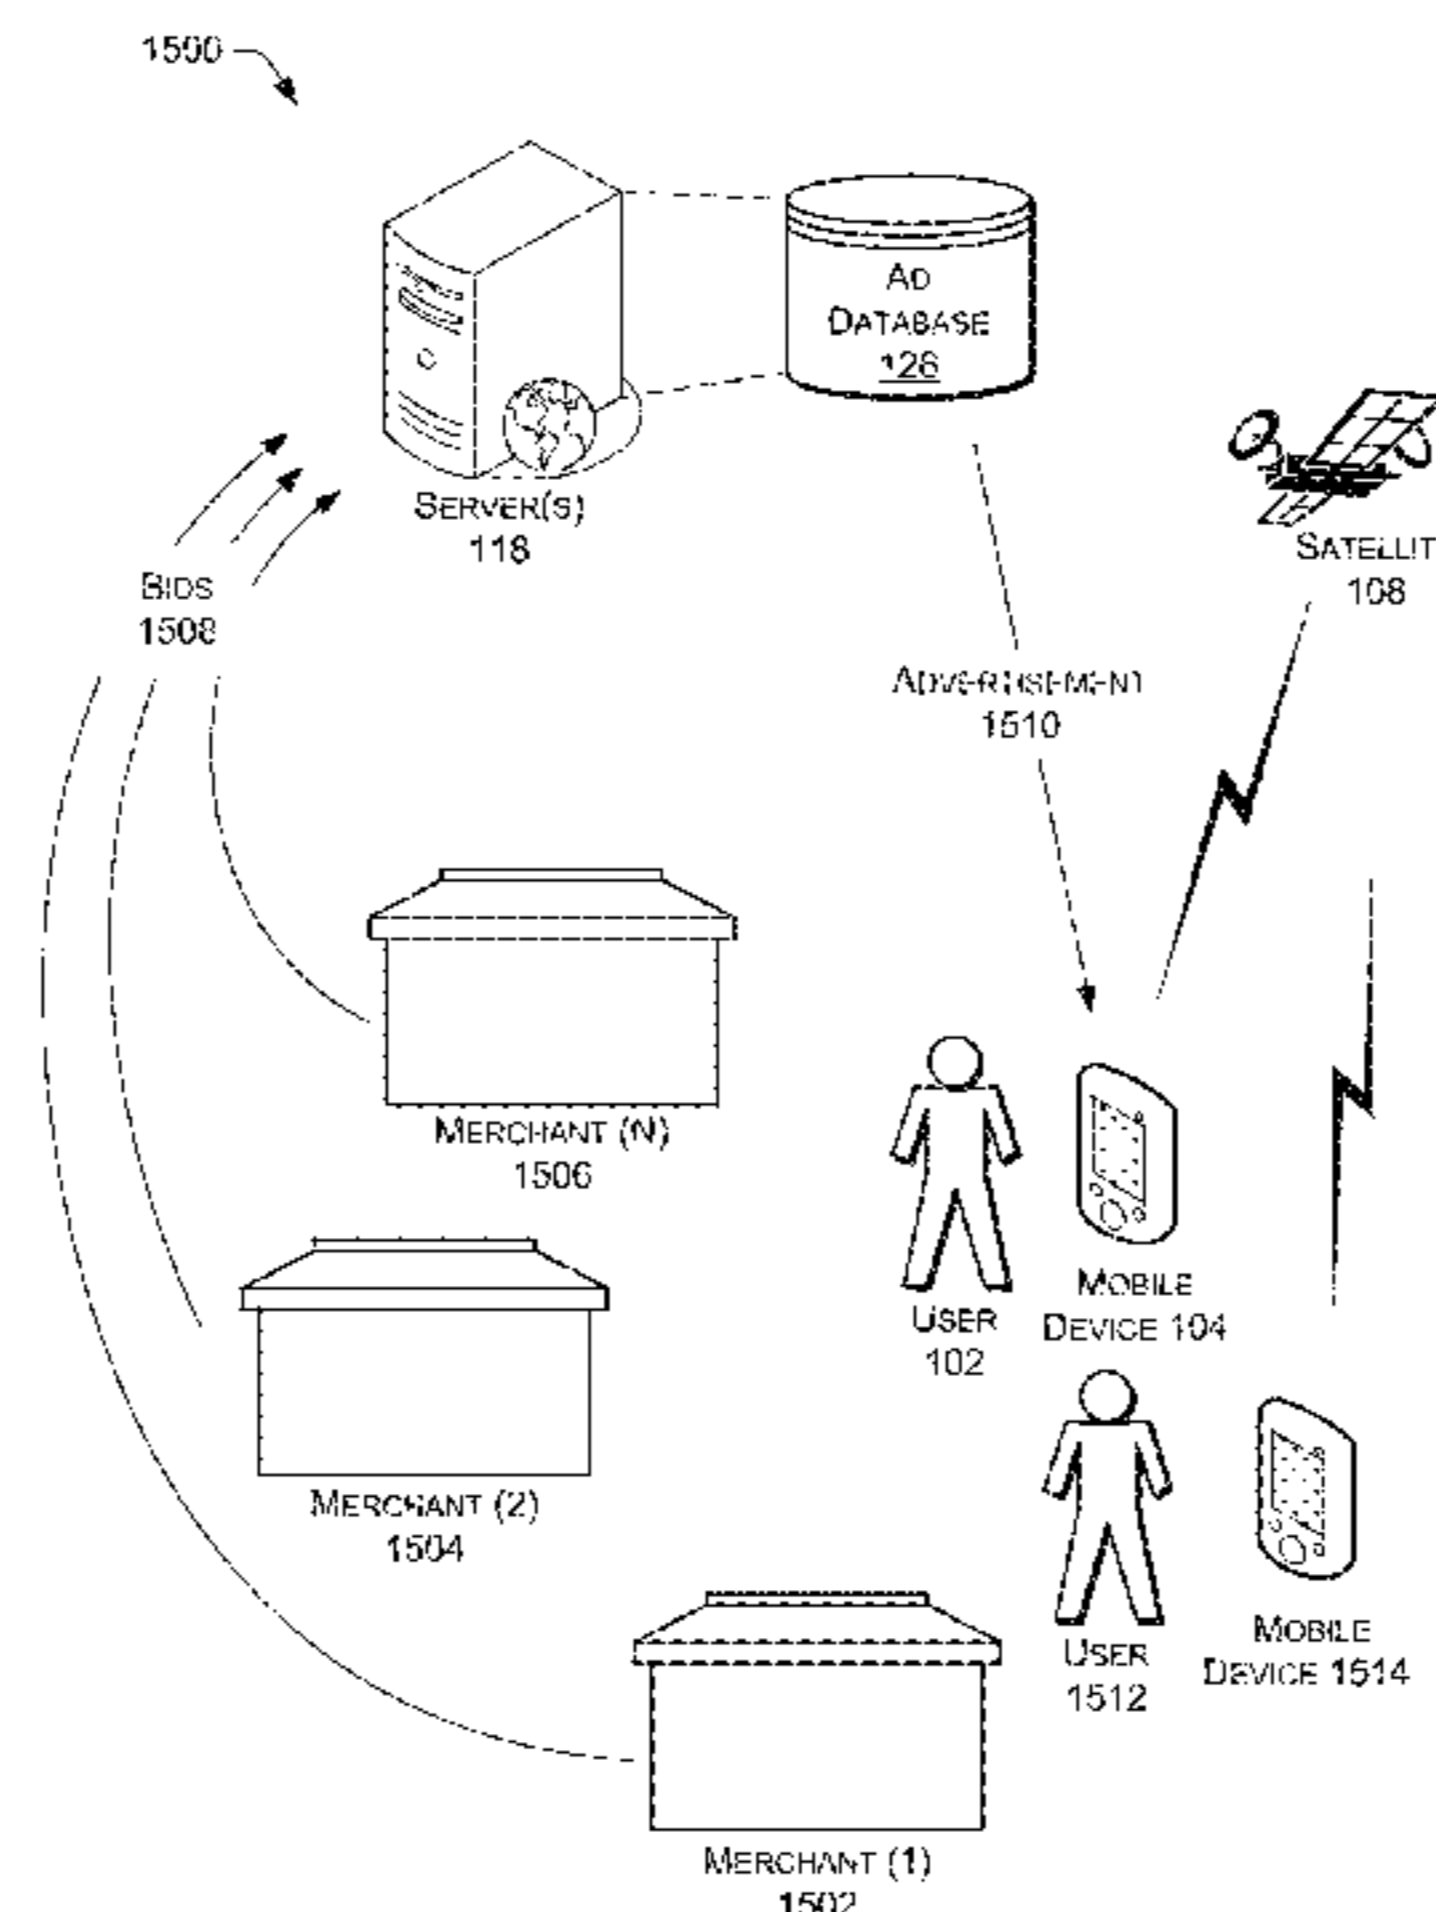 1500
AD
DATABASE
126
SERVER(S)
118
SATELLIT
108
BIDS
1508
ADVERTISEMENT
1510
MERCHANT (N)
1506
MOBILE
DEVICE 104
USER
102
MERCHANT (2)
1504
MOBILE
DEVICE 1514
USER
1512
MERCHANT (1)
1502